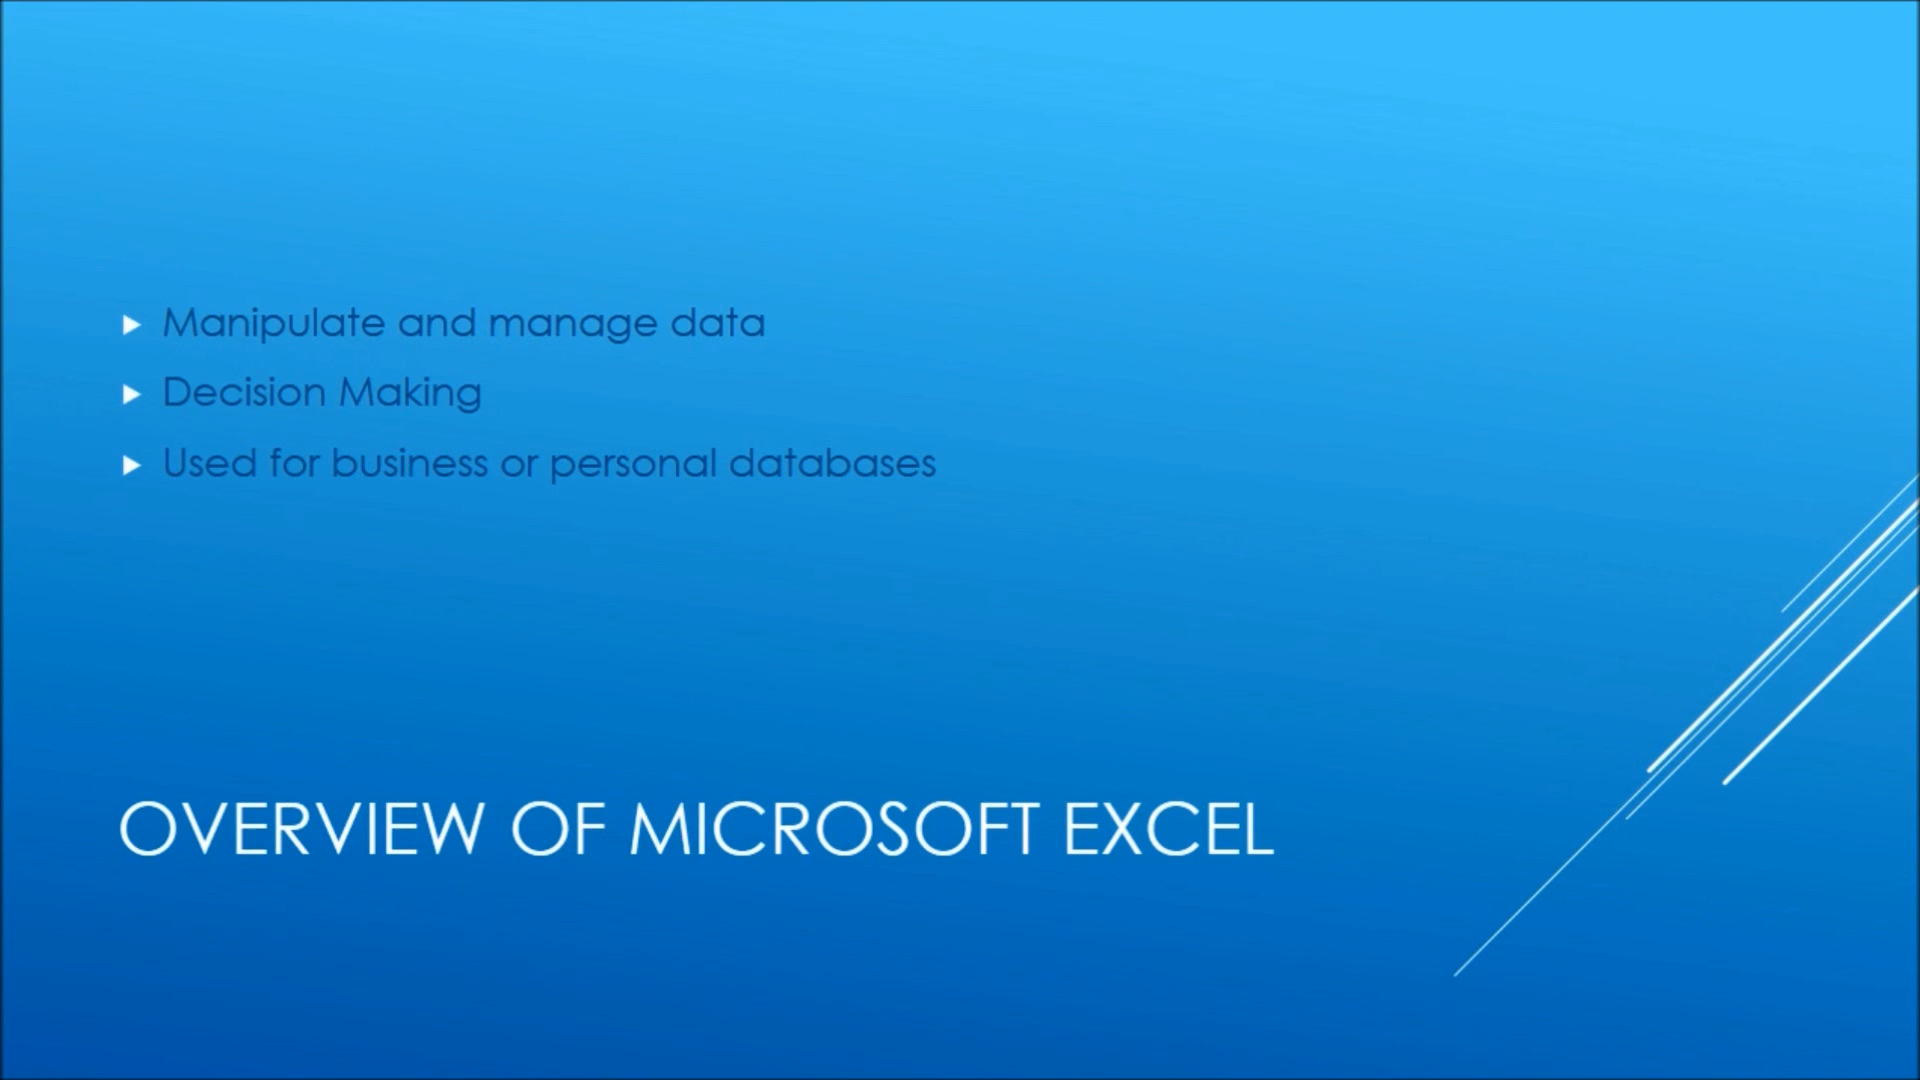 Manipulate and manage data
Decision Making
Used for business or personal databases
OVERVIEW OF MICROSOFT EXCEL